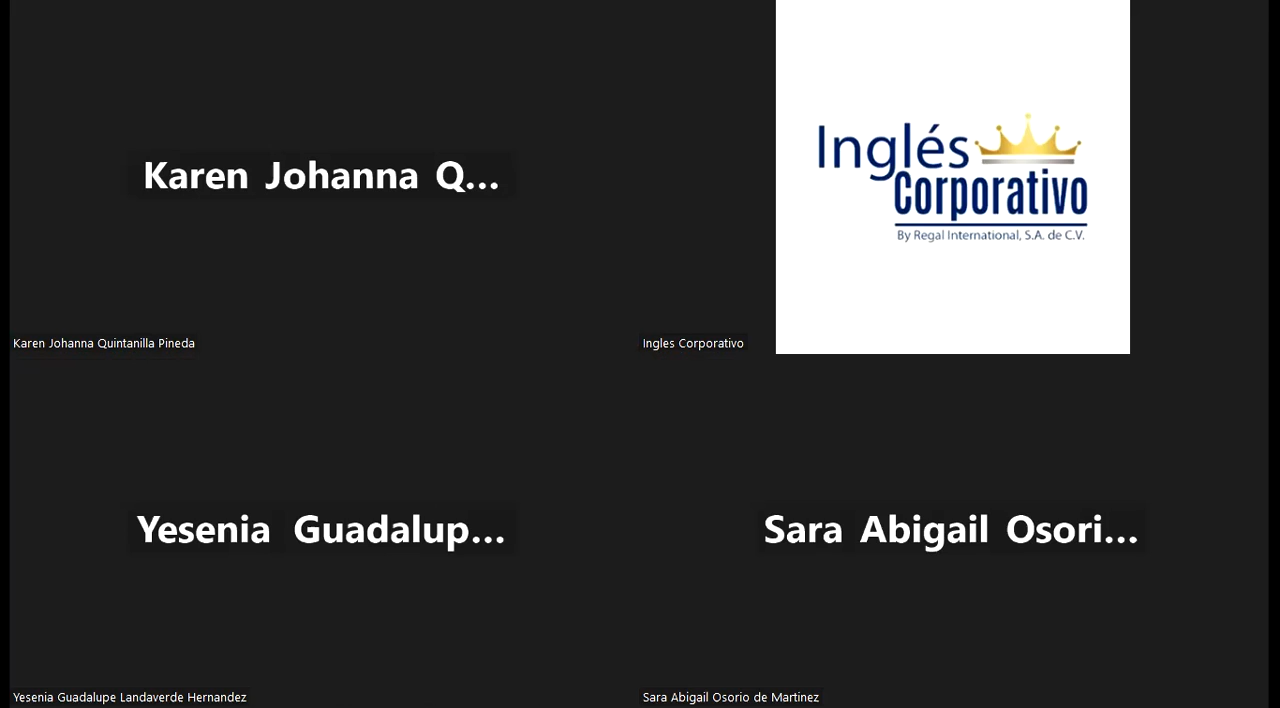 Karen Johanna Q...
Karen Johanna Quintanilla Pineda
Inglés
Corporativo
By Regal International, S.A. de C.V.
Ingles Corporativo
Yesenia Guadalup...
Yesenia Guadalupe Landaverde Hernandez
Sara Abigail Osori...
Sara Abigail Osorio de Martinez